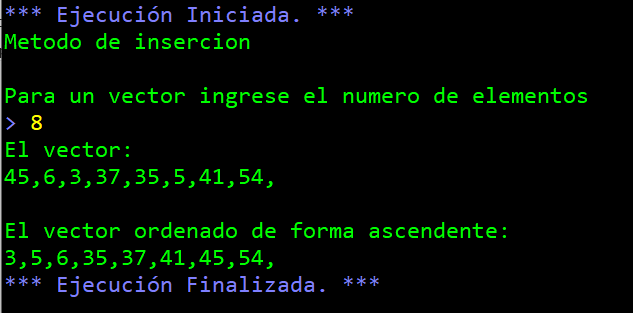 *** Ejecución Iniciada. ***
Metodo de insercion
Para un vector ingrese el numero de elementos
> 8
El vector:
45,6,3,37,35,5,41,54,
El vector ordenado de forma ascendente:
3,5,6,35,37,41,45,54,
*** Ejecución Finalizada. ***